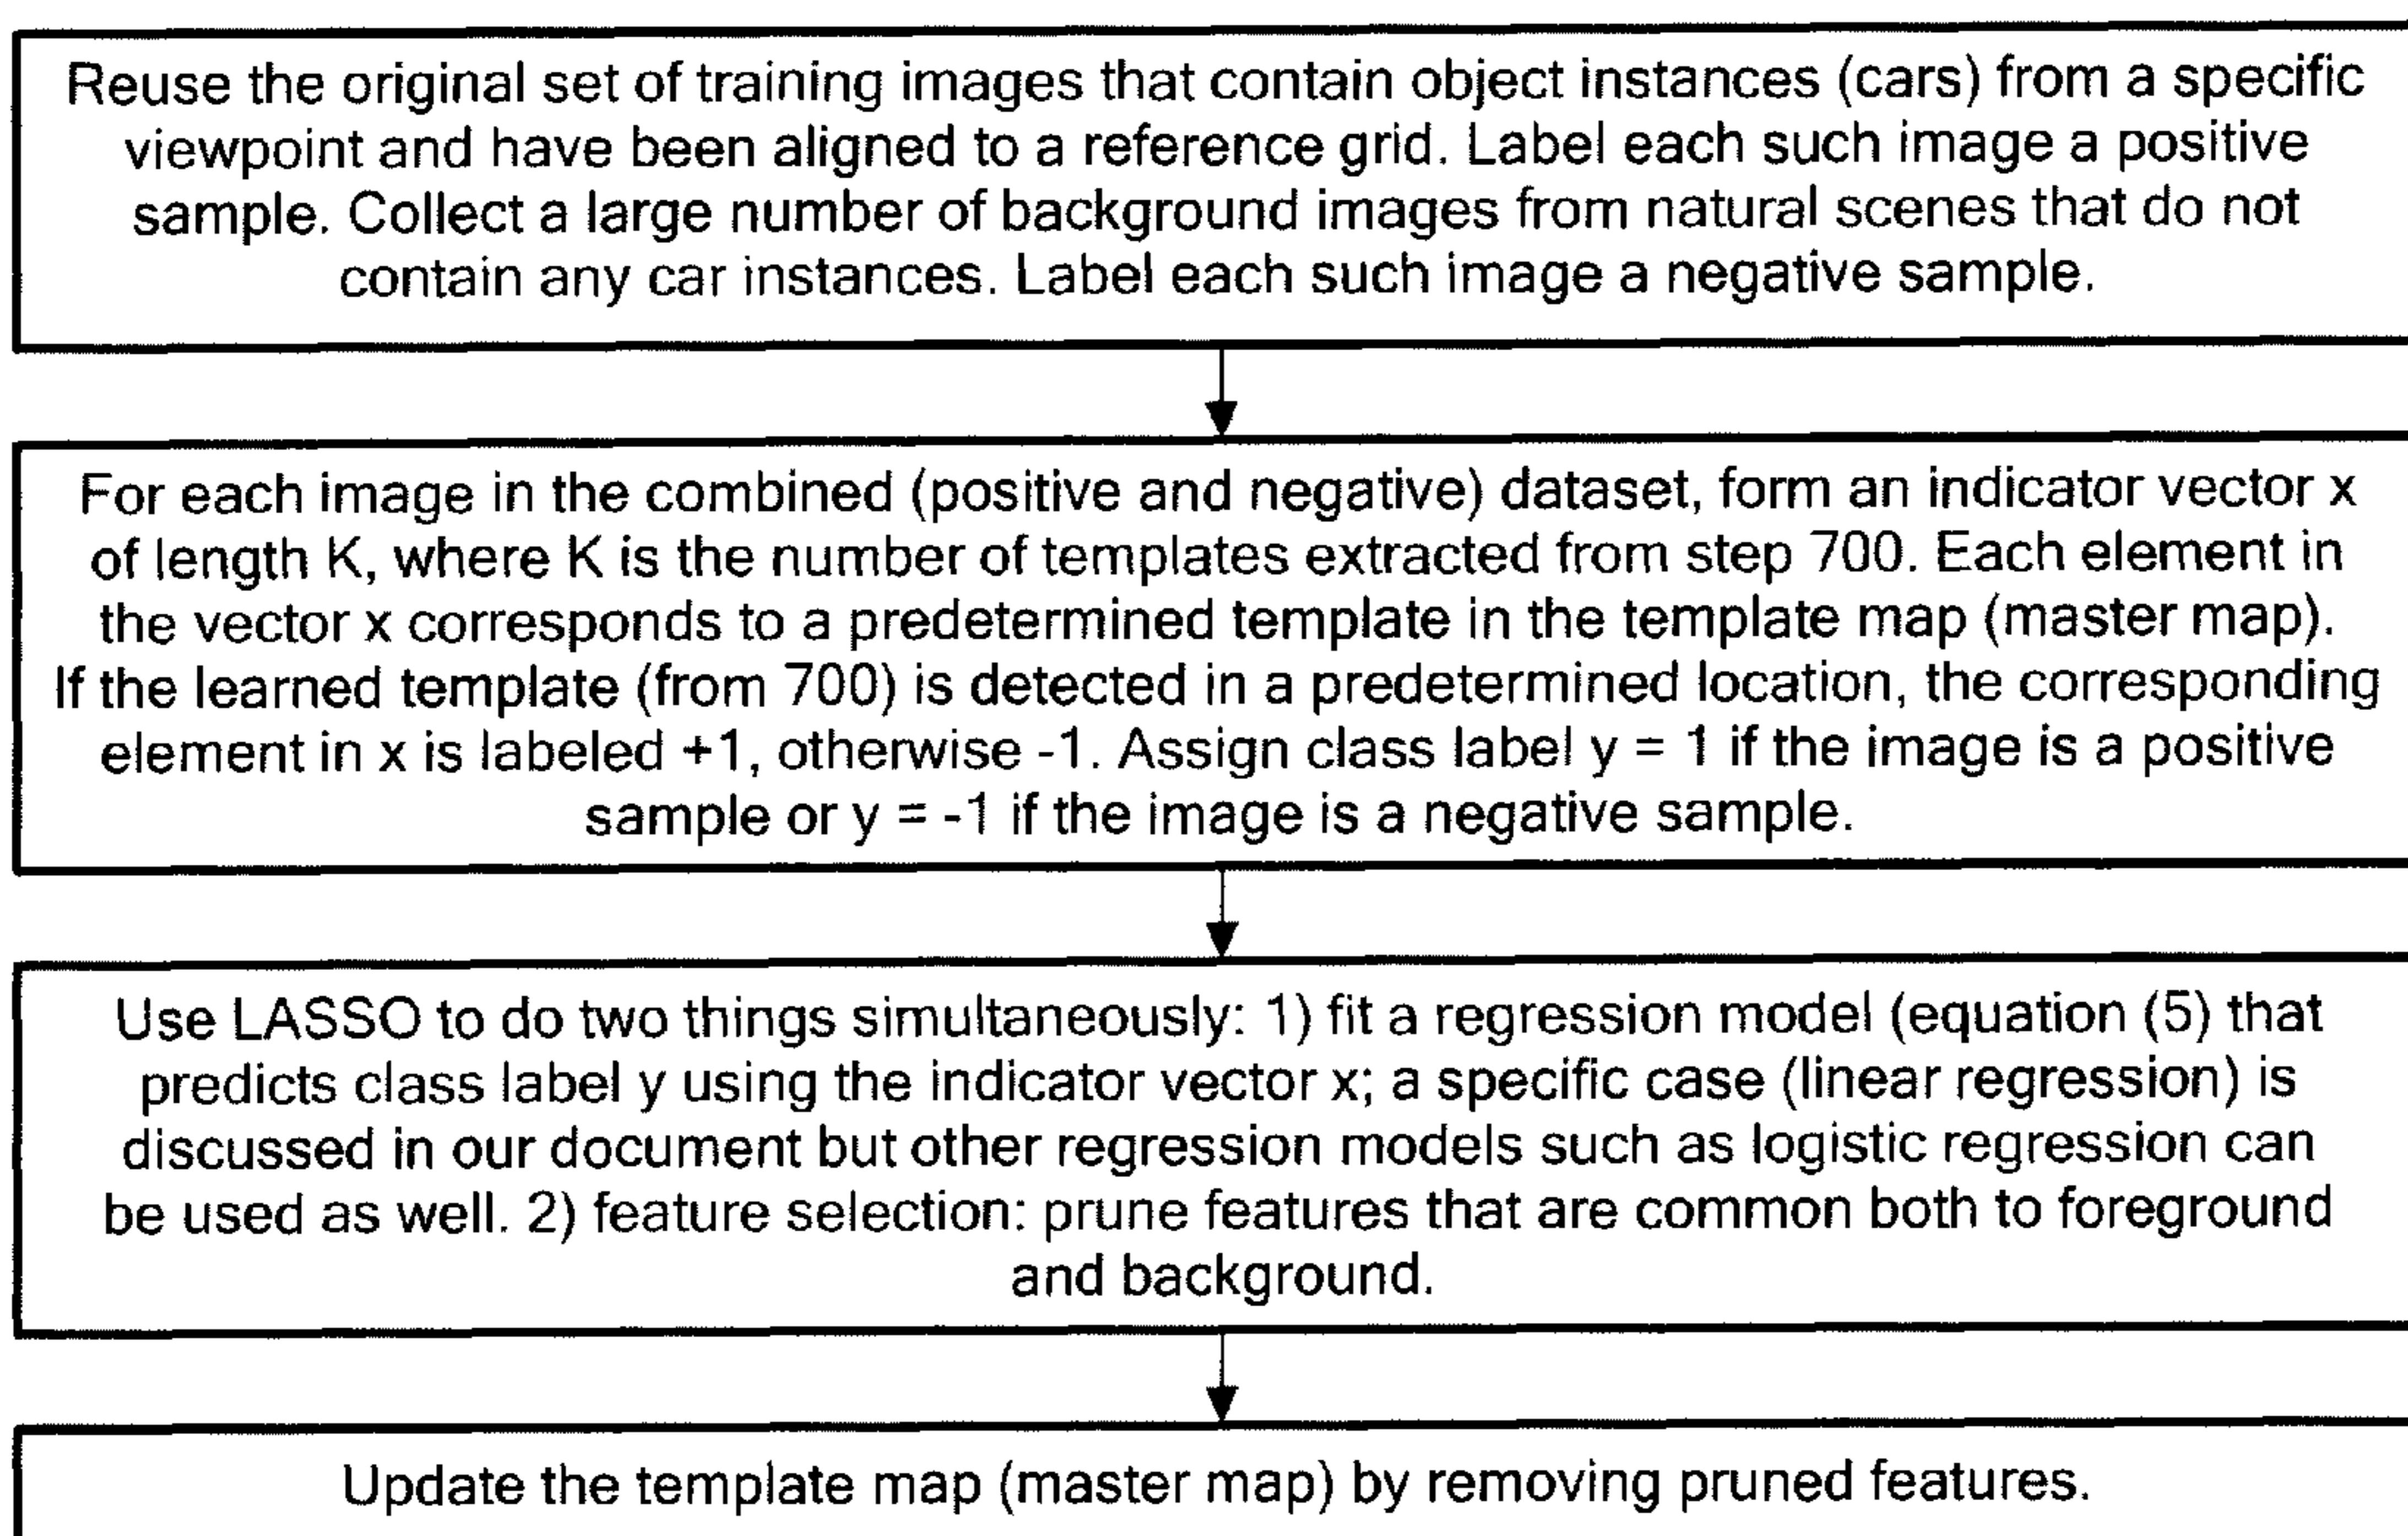 Reuse the original set of training images that contain object instances (cars) from a specific
viewpoint and have been aligned to a reference grid. Label each such image a positive
sample. Collect a large number of background images from natural scenes that do not
contain any car instances. Label each such image a negative sample.
For each image in the combined (positive and negative) dataset, form an indicator vector x
of length K, where K is the number of templates extracted from step 700. Each element in
the vector x corresponds to a predetermined template in the template map (master map).
If the learned template (from 700) is detected in a predetermined location, the corresponding
element in x is labeled +1, otherwise -1. Assign class label y = 1 if the image is a positive
sample or y = -1 if the image is a negative sample.
Use LASSO to do two things simultaneously: 1) fit a regression model (equation (5) that
predicts class label y using the indicator vector x; a specific case (linear regression) is
discussed in our document but other regression models such as logistic regression can
be used as well. 2) feature selection: prune features that are common both to foreground
and background.
Update the template map (master map) by removing pruned features.